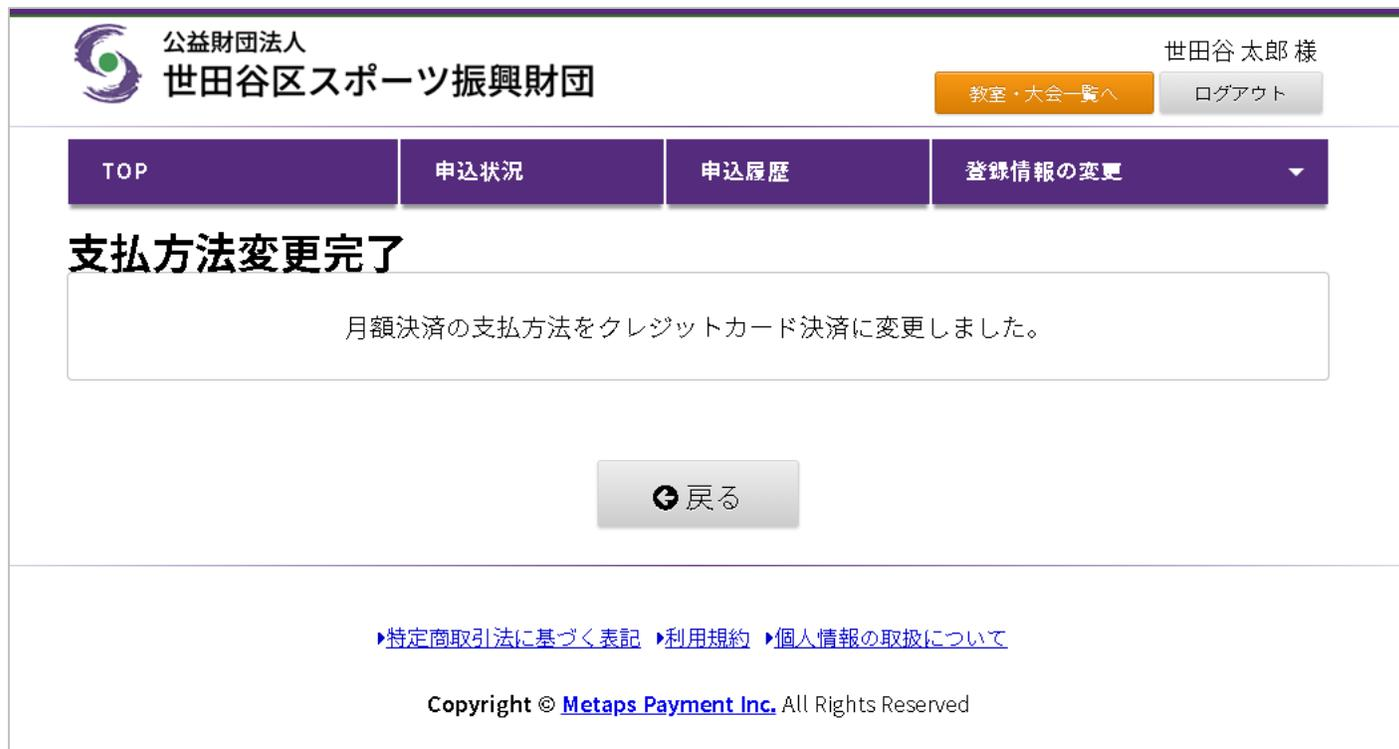 公益財団法人
世田谷区スポーツ振興財団
世田谷 太郎 様
教室・大会一覧へ ログアウト
TOP 申込状況 申込履歴 登録情報の変更
支払方法変更完了
月額決済の支払方法をクレジットカード決済に変更しました。
戻る
特定商取引法に基づく表記 利用規約 個人情報の取扱について
Copyright © Metaps Payment Inc. All Rights Reserved